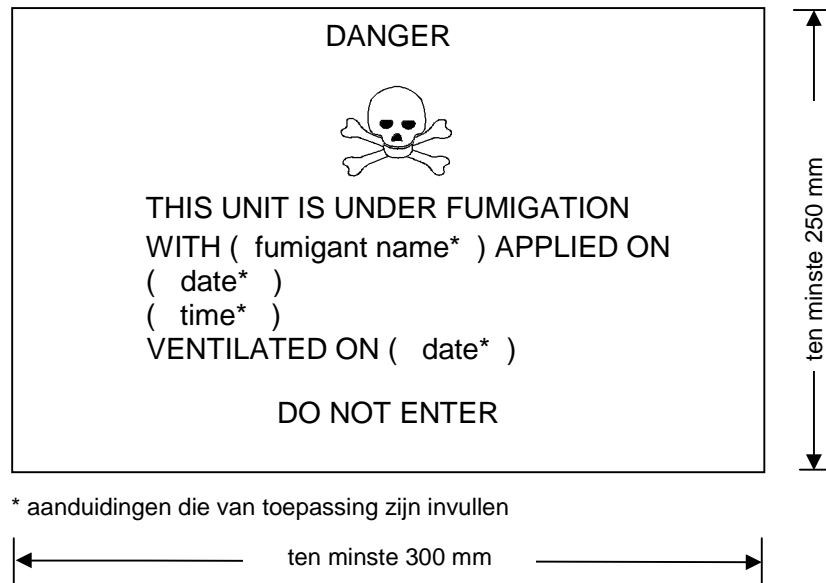 DANGER
THIS UNIT IS UNDER FUMIGATION
WITH ( fumigant name* ) APPLIED ON
( date* )
( time* )
VENTILATED ON ( date* )
DO NOT ENTER
ten minste 250 mm
* aanduidingen die van toepassing zijn invullen
ten minste 300 mm